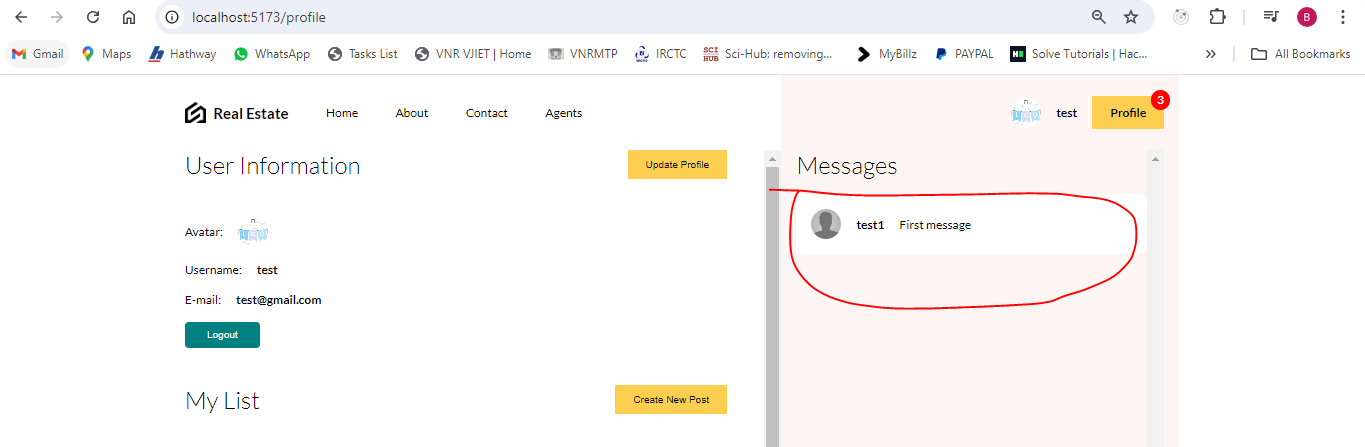 localhost:5173/profile
B
Gmail Maps Hathway WhatsApp Tasks List VNR VJIET | Home VNRMTP IRCTC Sci-Hub: removing... MyBillz PAYPAL Solve Tutorials | Hac... » All Bookmarks
Real Estate Home About Contact Agents test Profile 3
User Information Update Profile
Messages
Avatar:
test1 First message
Username: test
E-mail: test@gmail.com
Logout
My List Create New Post